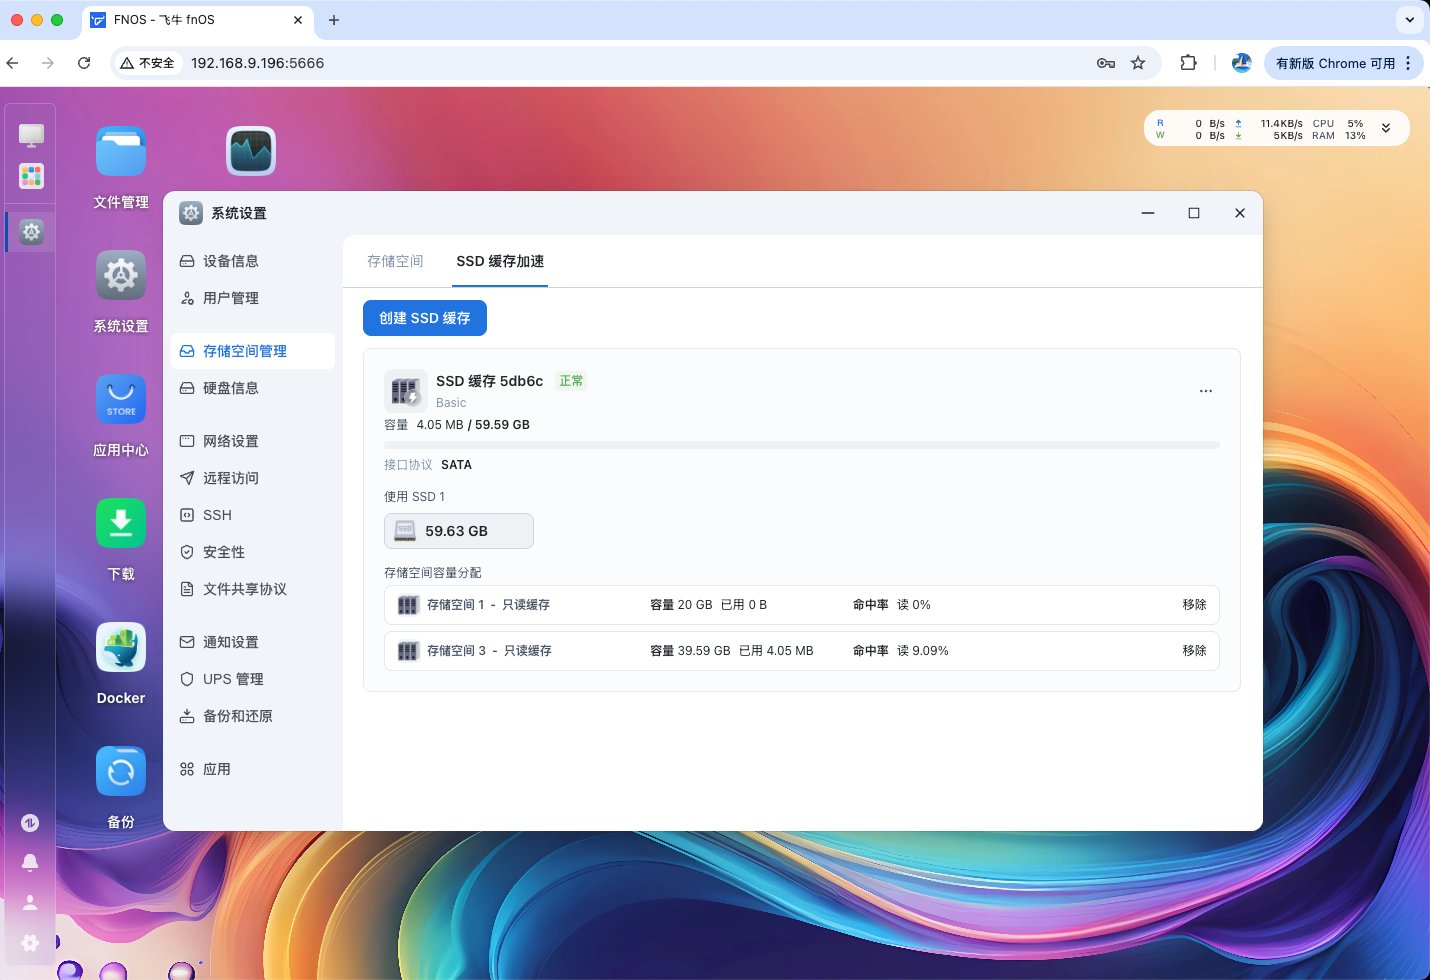 FNOS - 飞牛 fnOS
不安全 192.168.9.196:5666
有新版 Chrome 可用
R 0 B/s 11.4KB/s CPU 5%
W 0 B/s 5KB/s RAM 13%
文件管理
系统设置
STORE
应用中心
下载
Docker
备份
系统设置
设备信息
用户管理
存储空间管理
硬盘信息
网络设置
远程访问
SSH
安全性
文件共享协议
通知设置
UPS 管理
备份和还原
应用
存储空间 SSD 缓存加速
创建 SSD 缓存
SSD 缓存 5db6c 正常
Basic
容量 4.05 MB / 59.59 GB
接口协议 SATA
使用 SSD 1
SSD 59.63 GB
存储空间容量分配
存储空间 1 - 只读缓存 容量 20 GB 已用 0 B 命中率 读 0% 移除
存储空间 3 - 只读缓存 容量 39.59 GB 已用 4.05 MB 命中率 读 9.09% 移除